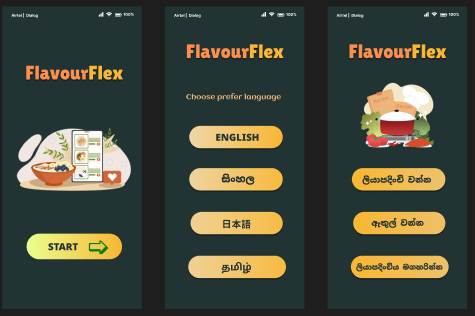 Airtel | Dialog
100%
FlavourFlex
START
Airtel | Dialog
100%
FlavourFlex
Choose prefer language
ENGLISH
සිංහල
日本語
தமிழ்
Airtel | Dialog
100%
FlavourFlex
ලියාපදිංචි වන්න
ඇතුල් වන්න
ලියාපදිංචිය මගහරින්න